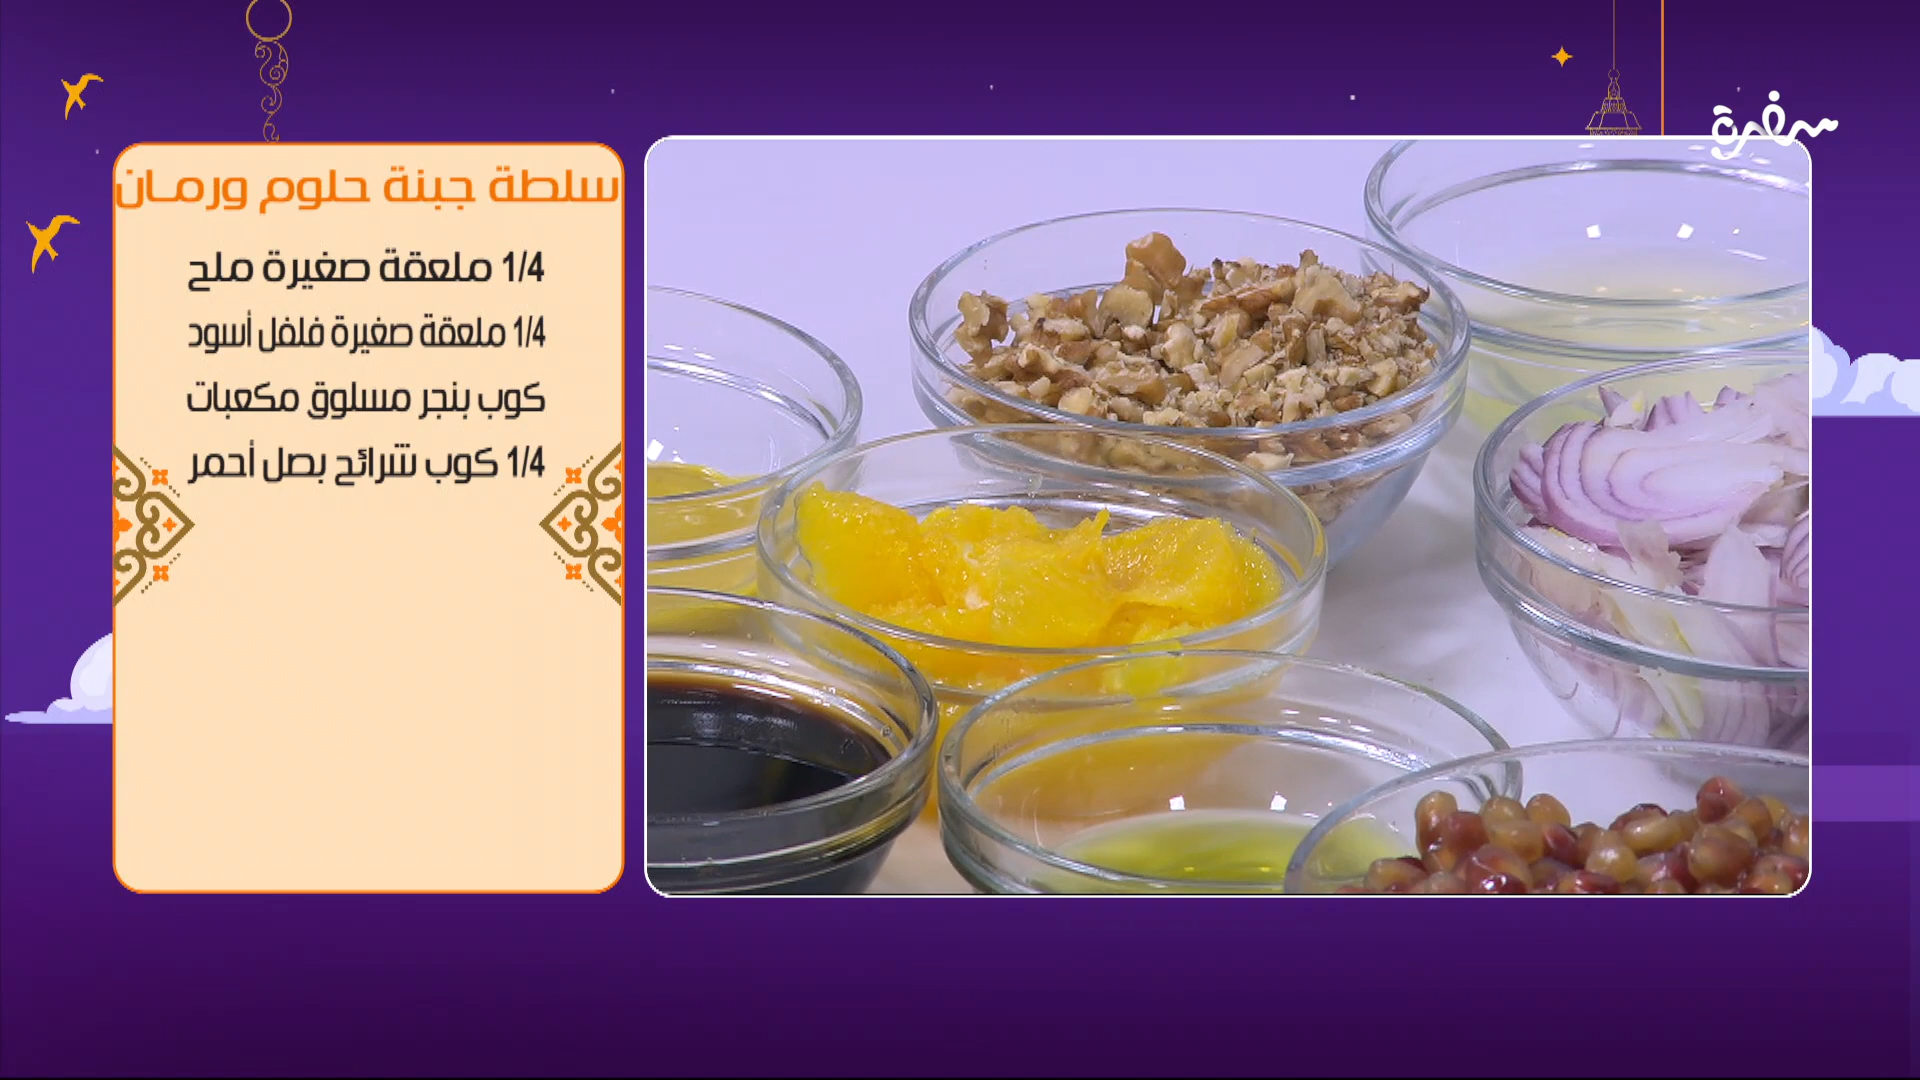 سفرة
سلطة جبنة حلوم ورمان
1/4 ملعقة صغيرة ملح
1/4 ملعقة صغيرة فلفل أسود
كوب بنجر مسلوق مكعبات
1/4 كوب شرائح بصل أحمر